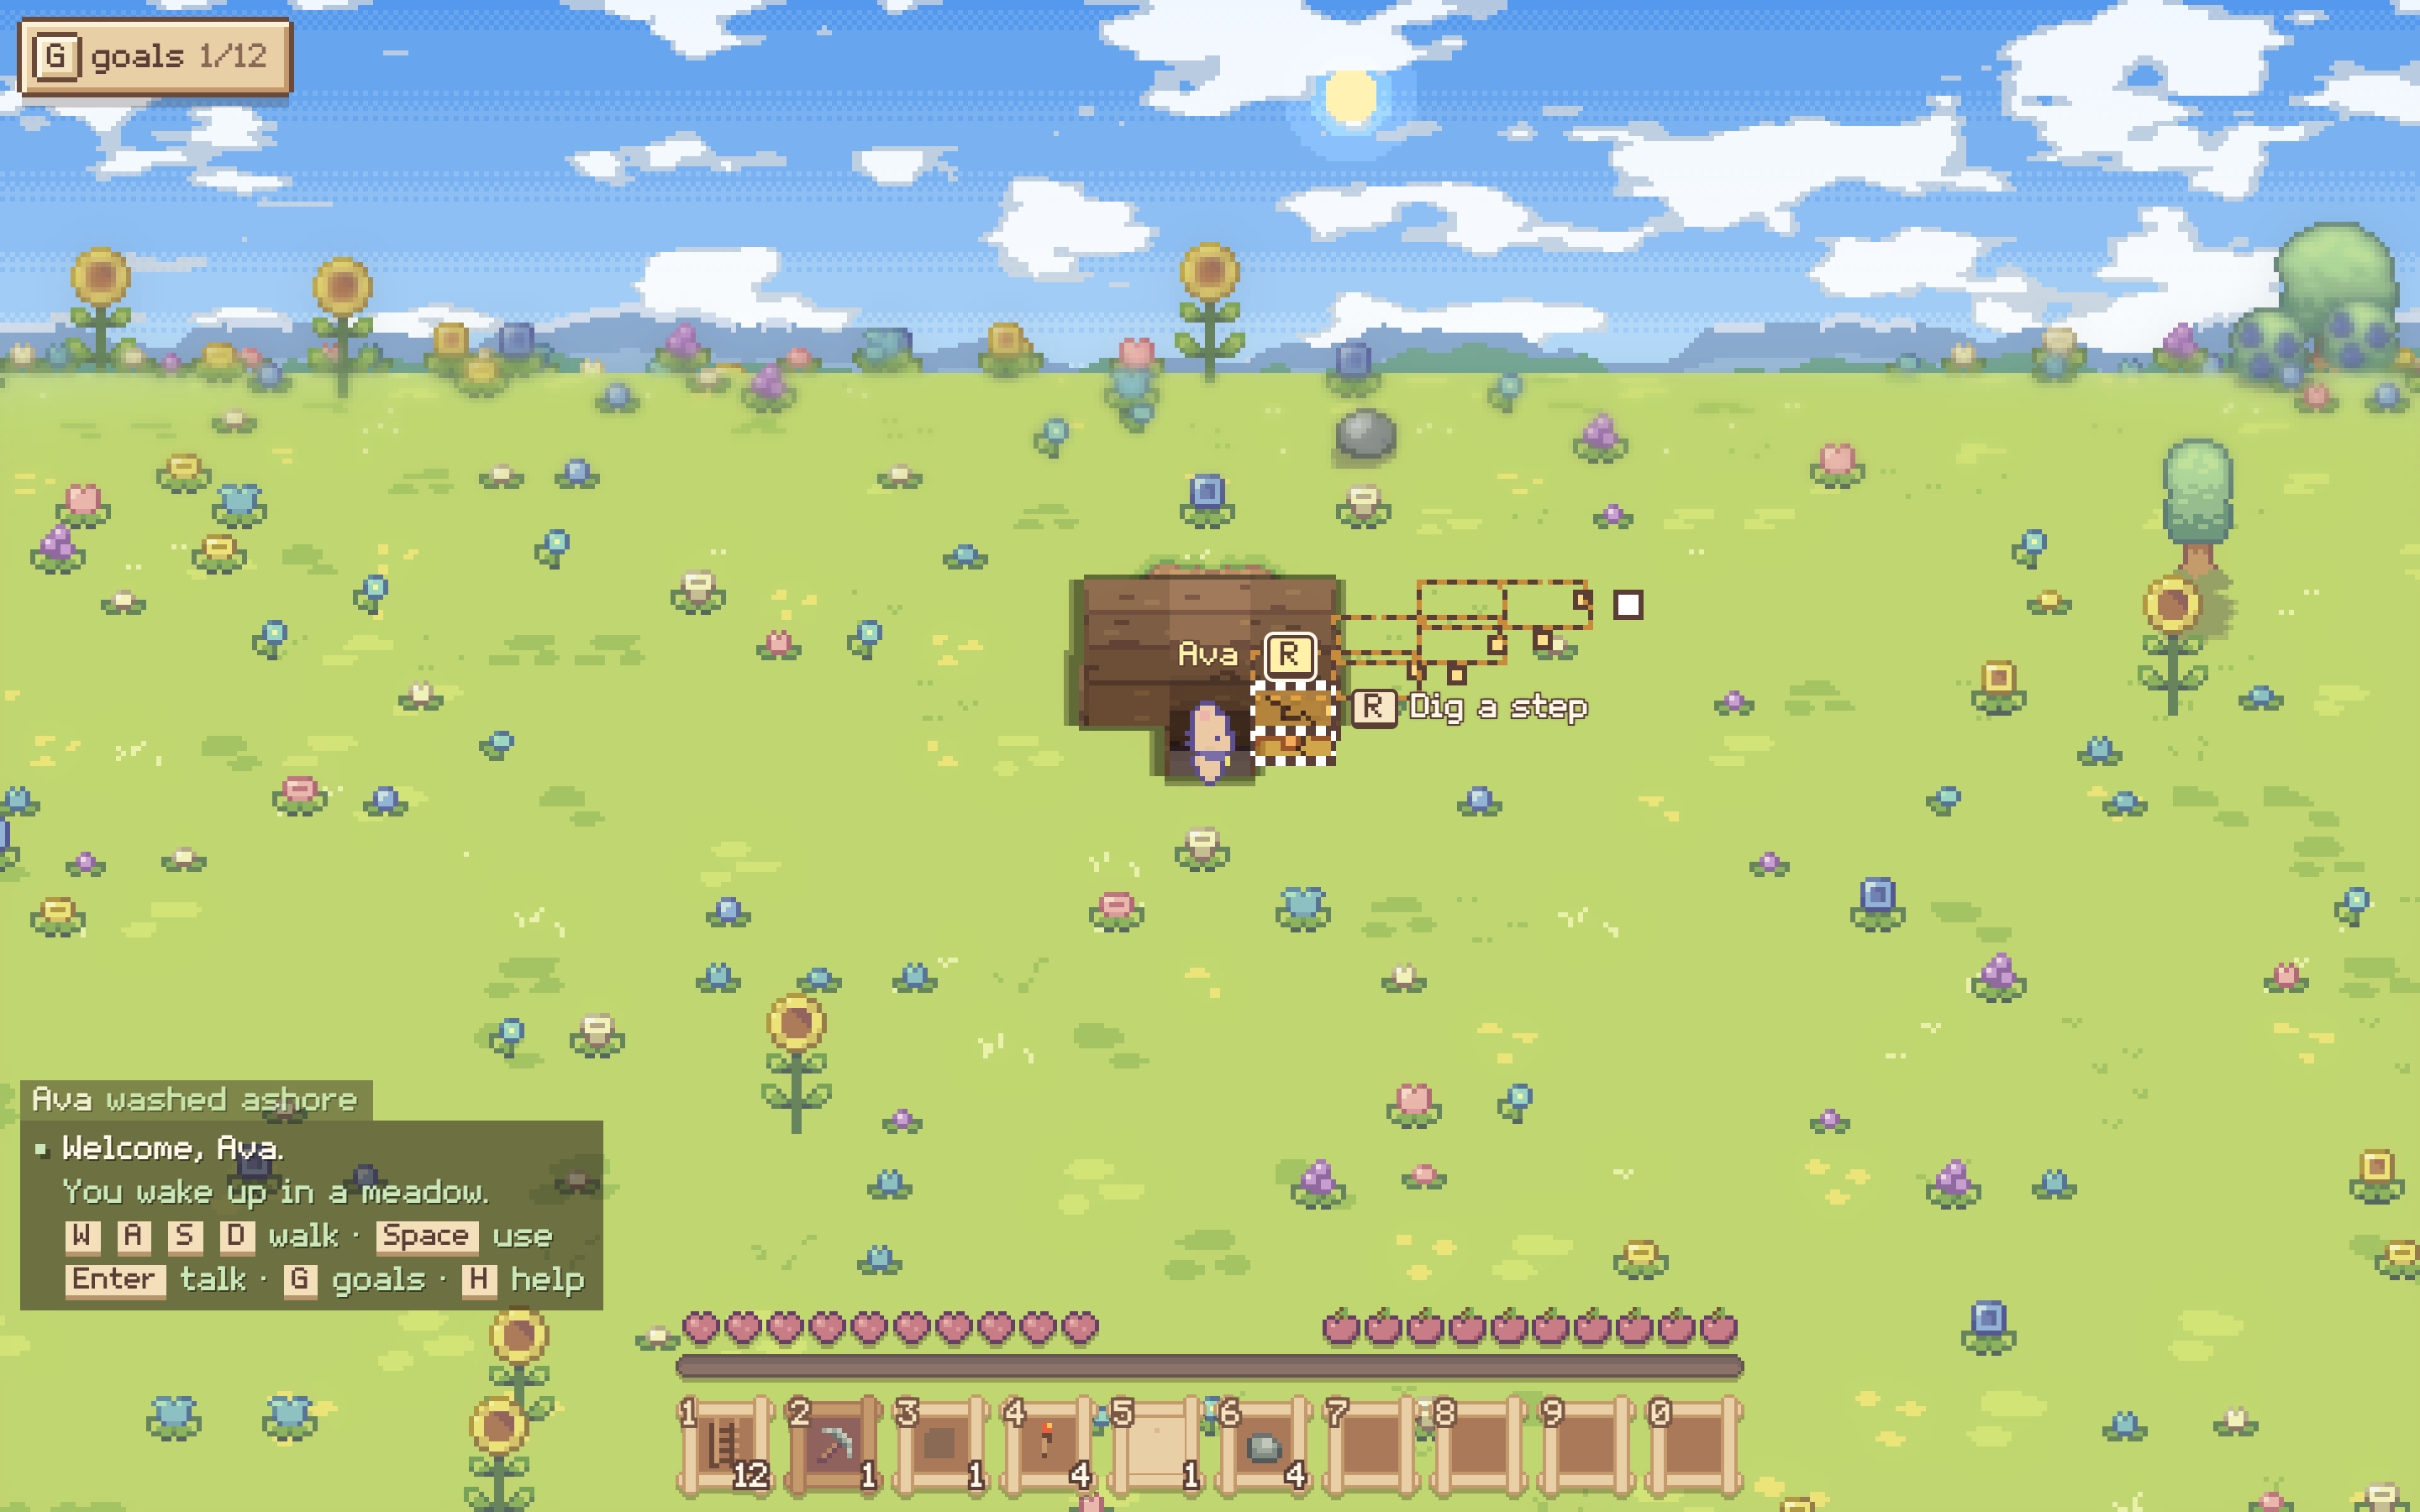 G goals 1/12
Ava R
R Dig a step
Ava washed ashore
Welcome, Ava.
You wake up in a meadow.
W A S D walk · Space use
Enter talk · G goals · H help
1 2 3 4 5 6 7 8 9 0
12 1 1 4 1 4